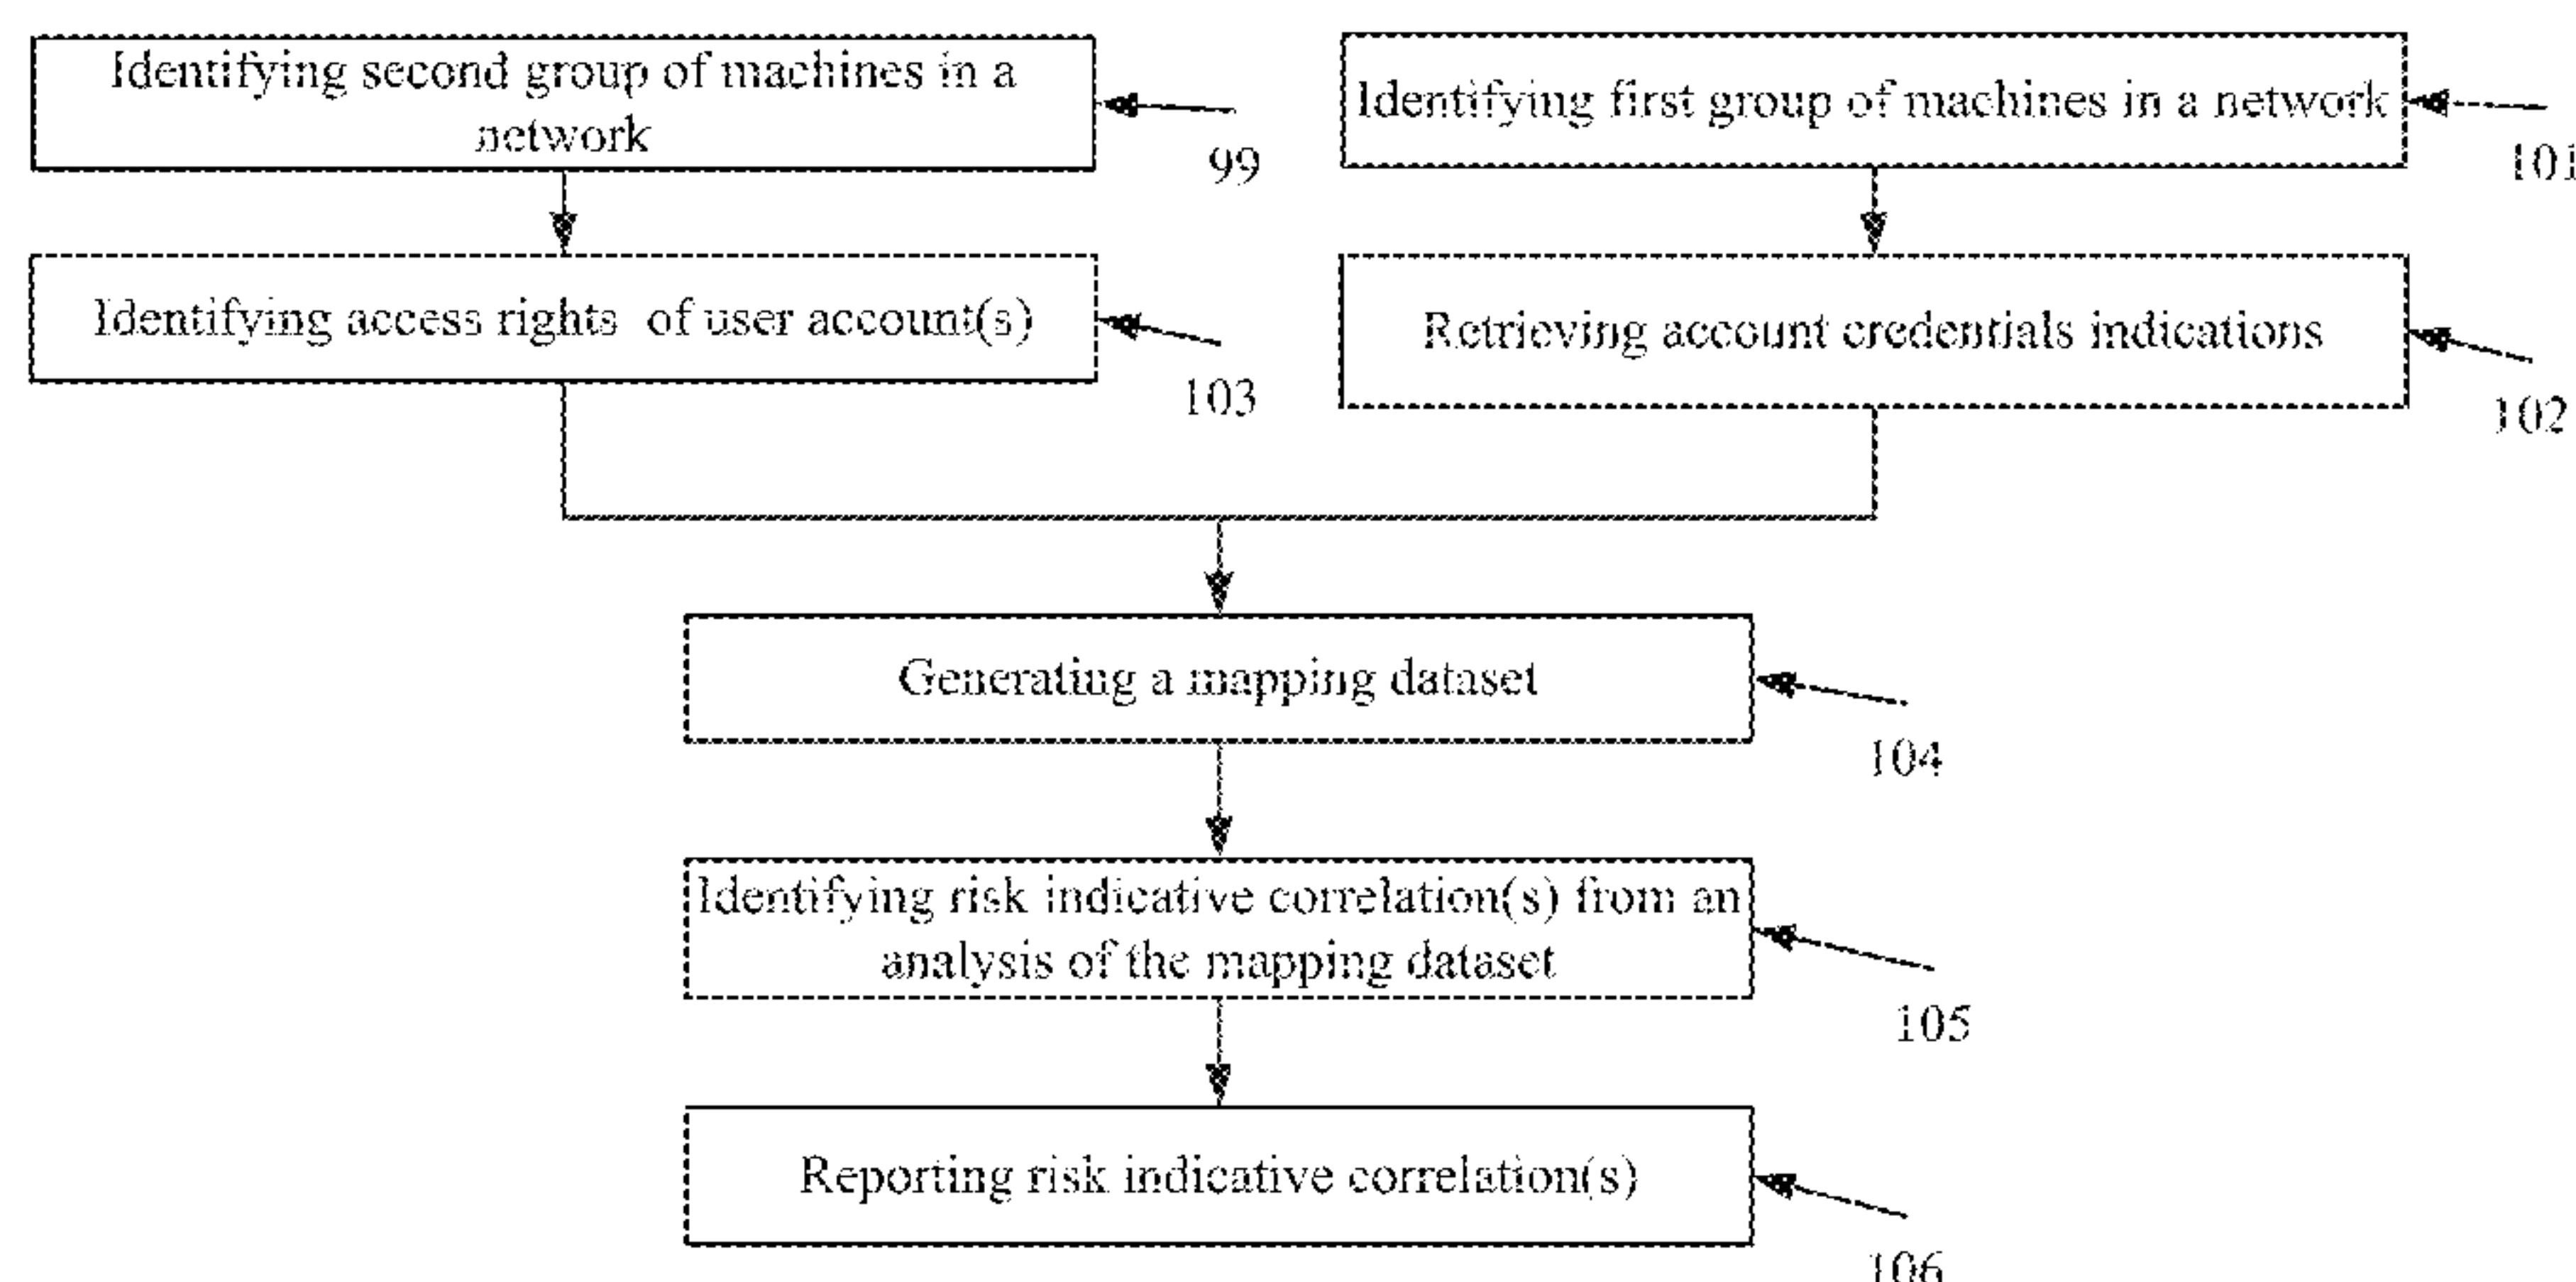 Identifying second group of machines in a
network
99
Identifying first group of machines in a network
101
Identifying access rights of user account(s)
103
Retrieving account credentials indications
102
Generating a mapping dataset
104
Identifying risk indicative correlation(s) from an
analysis of the mapping dataset
105
Reporting risk indicative correlation(s)
106